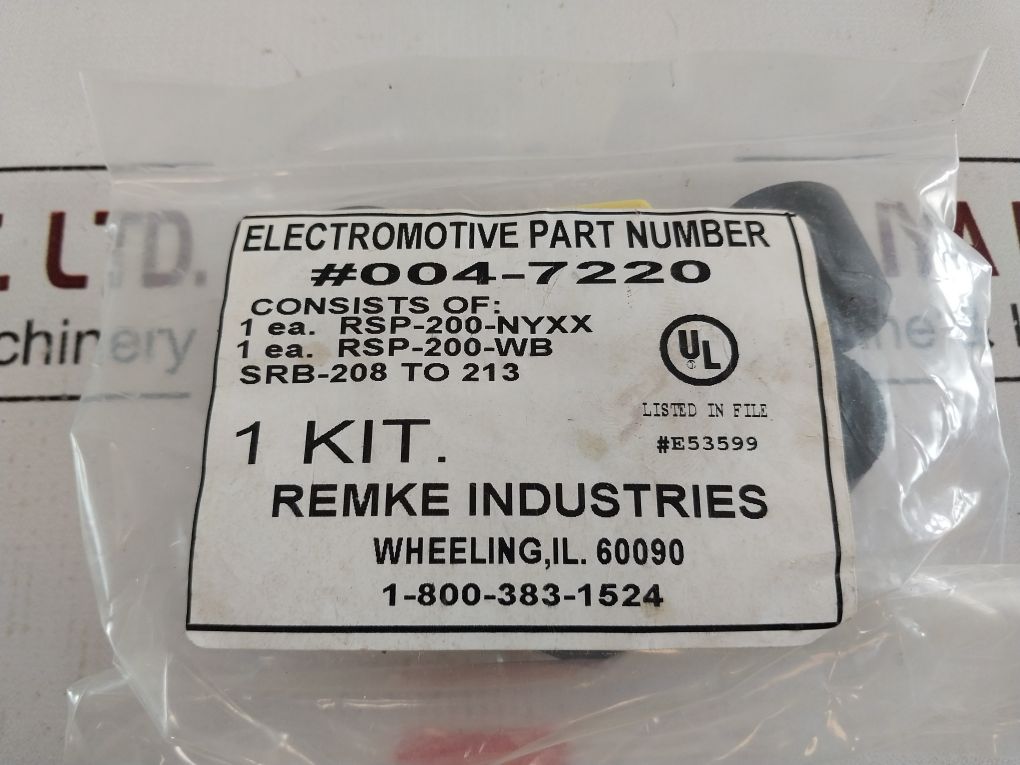 ELECTROMOTIVE PART NUMBER
#004-7220
CONSISTS OF:
1 ea. RSP-200-NYXX
1 ea. RSP-200-WB
SRB-208 TO 213
UL
LISTED IN FILE
#E53599
1 KIT.
REMKE INDUSTRIES
WHEELING,IL. 60090
1-800-383-1524
LTD.